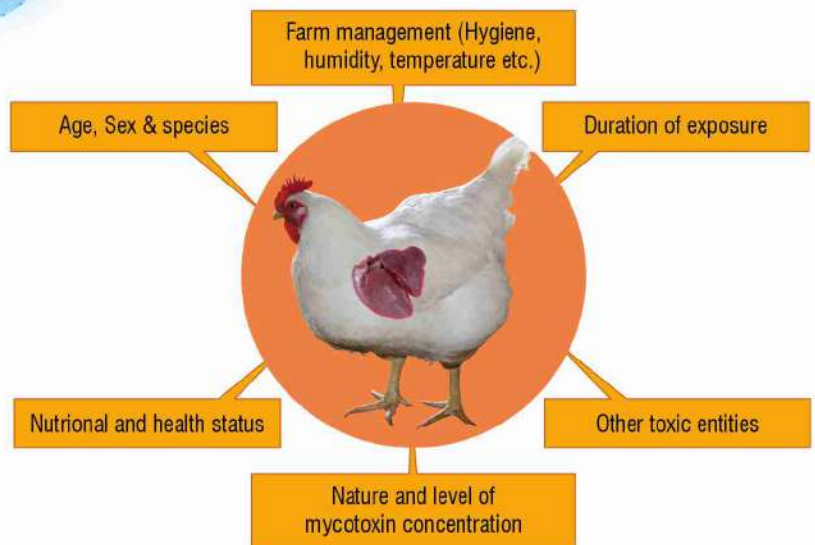 Farm management (Hygiene,
humidity, temperature etc.)
Age, Sex & species
Duration of exposure
Nutrional and health status
Other toxic entities
Nature and level of
mycotoxin concentration